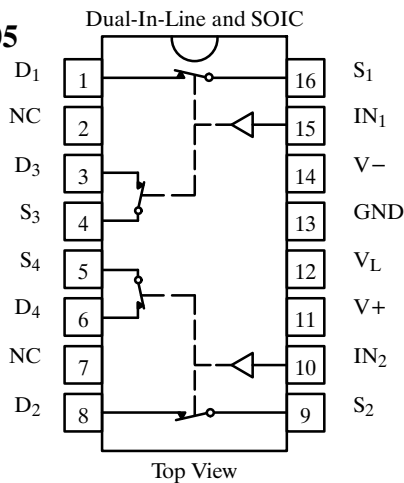 Dual-In-Line and SOIC
05
D1 1 16 S1
NC 2 15 IN1
D3 3 14 V−
S3 4 13 GND
S4 5 12 VL
D4 6 11 V+
NC 7 10 IN2
D2 8 9 S2
Top View